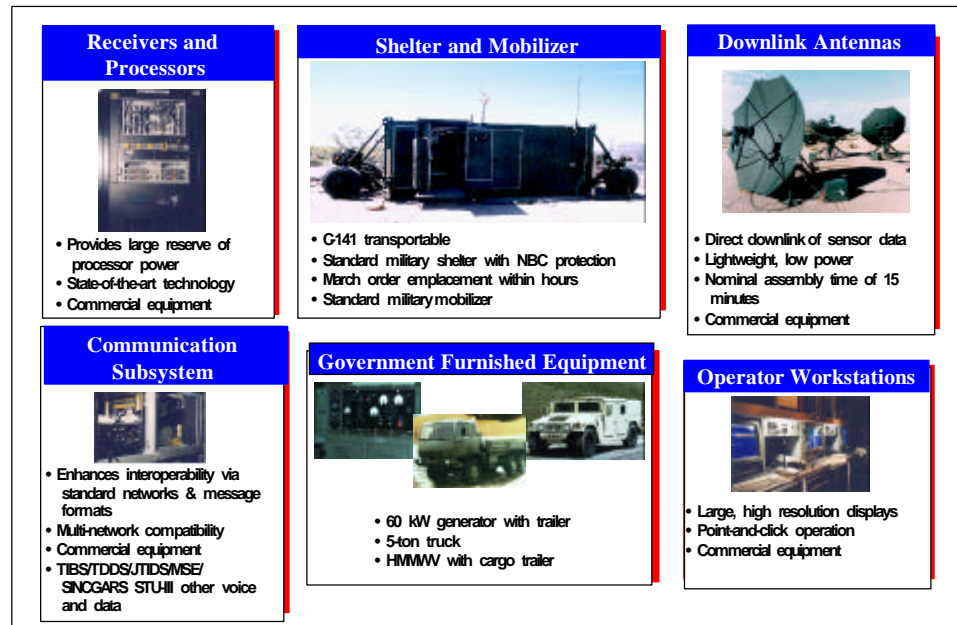 Receivers and
Processors
• Provides large reserve of
processor power
• State-of-the-art technology
• Commercial equipment
Shelter and Mobilizer
• C-141 transportable
• Standard military shelter with NBC protection
• March order emplacement within hours
• Standard military mobilizer
Downlink Antennas
• Direct downlink of sensor data
• Lightweight, low power
• Nominal assembly time of 15
minutes
• Commercial equipment
Communication
Subsystem
• Enhances interoperability via
standard networks & message
formats
• Multi-network compatibility
• Commercial equipment
• TIBS/TDDS/JTIDS/MSE/
SINCGARS STU-III other voice
and data
Government Furnished Equipment
• 60 kW generator with trailer
• 5-ton truck
• HMMWV with cargo trailer
Operator Workstations
• Large, high resolution displays
• Point-and-click operation
• Commercial equipment